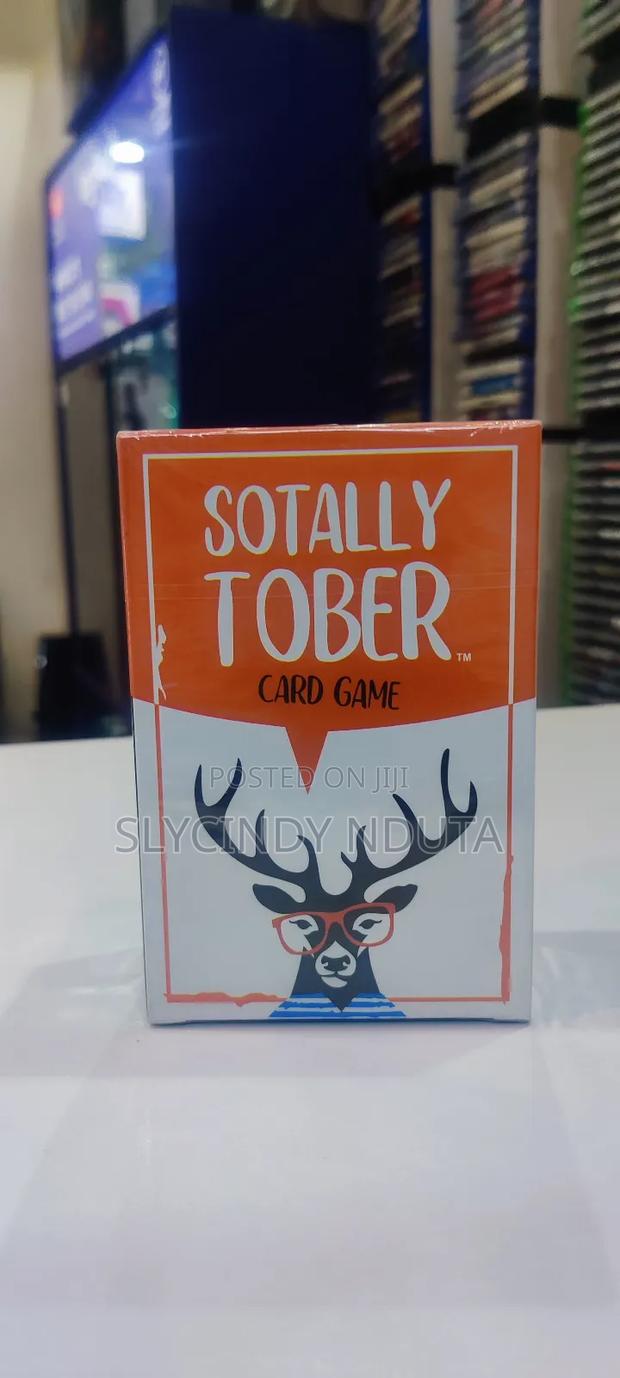 SOTALLY
TOBER™
CARD GAME
POSTED ON JIJI
SLYCINDY NDUTA